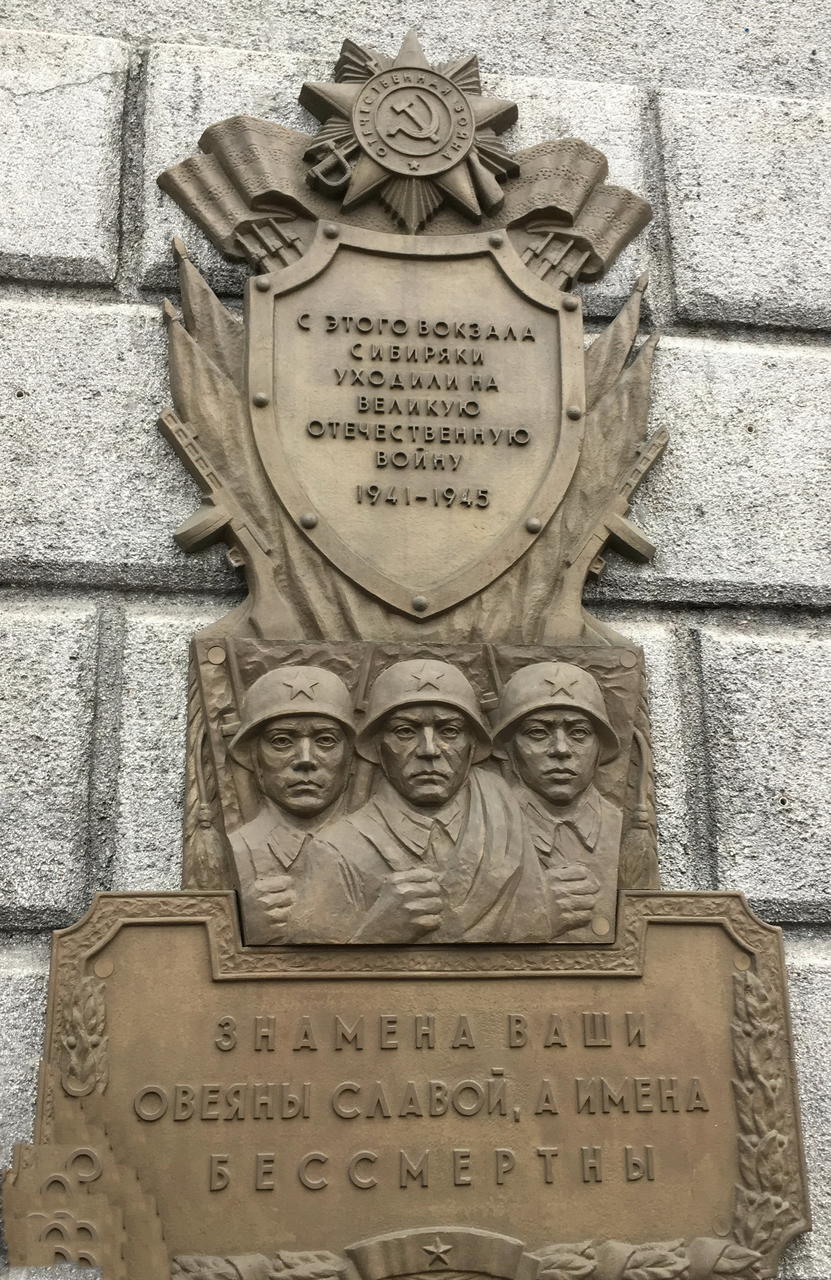 ОТЕЧЕСТВЕННАЯ ВОЙНА
С ЭТОГО ВОКЗАЛА
СИБИРЯКИ
УХОДИЛИ НА
ВЕЛИКУЮ
ОТЕЧЕСТВЕННУЮ
ВОЙНУ
1941–1945
ЗНАМЕНА ВАШИ
ОВЕЯНЫ СЛАВОЙ, А ИМЕНА
БЕССМЕРТНЫ